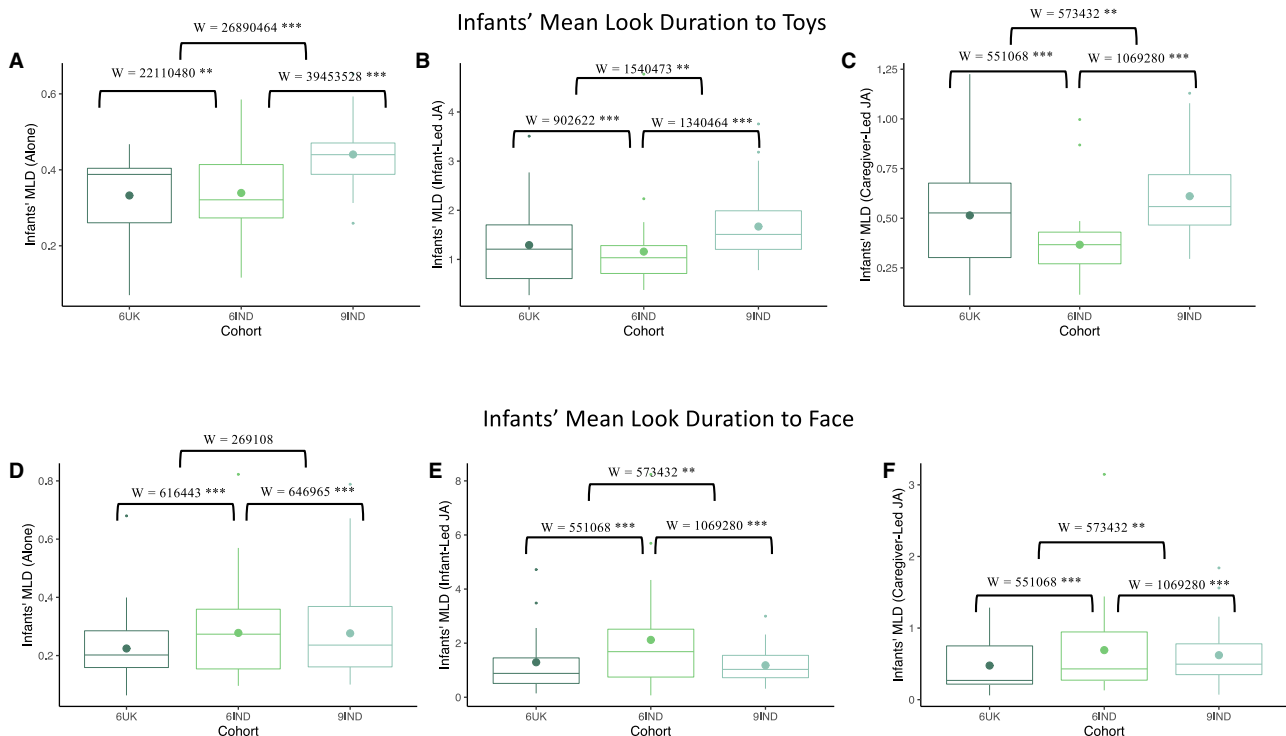 Infants' Mean Look Duration to Toys
A
W = 26890464 ***
W = 22110480 **
W = 39453528 ***
Infants' MLD (Alone)
0.6
0.4
0.2
6UK
6IND
9IND
Cohort
B
W = 1540473 **
W = 902622 ***
W = 1340464 ***
Infants' MLD (Infant-Led JA)
4
3
2
1
6UK
6IND
9IND
Cohort
C
W = 573432 **
W = 551068 ***
W = 1069280 ***
Infants' MLD (Caregiver-Led JA)
1.25
1.00
0.75
0.50
0.25
6UK
6IND
9IND
Cohort
Infants' Mean Look Duration to Face
D
W = 269108
W = 616443 ***
W = 646965 ***
Infants' MLD (Alone)
0.8
0.6
0.4
0.2
6UK
6IND
9IND
Cohort
E
W = 573432 **
W = 551068 ***
W = 1069280 ***
Infants' MLD (Infant-Led JA)
8
6
4
2
0
6UK
6IND
9IND
Cohort
F
W = 573432 **
W = 551068 ***
W = 1069280 ***
Infants' MLD (Caregiver-Led JA)
3
2
1
0
6UK
6IND
9IND
Cohort